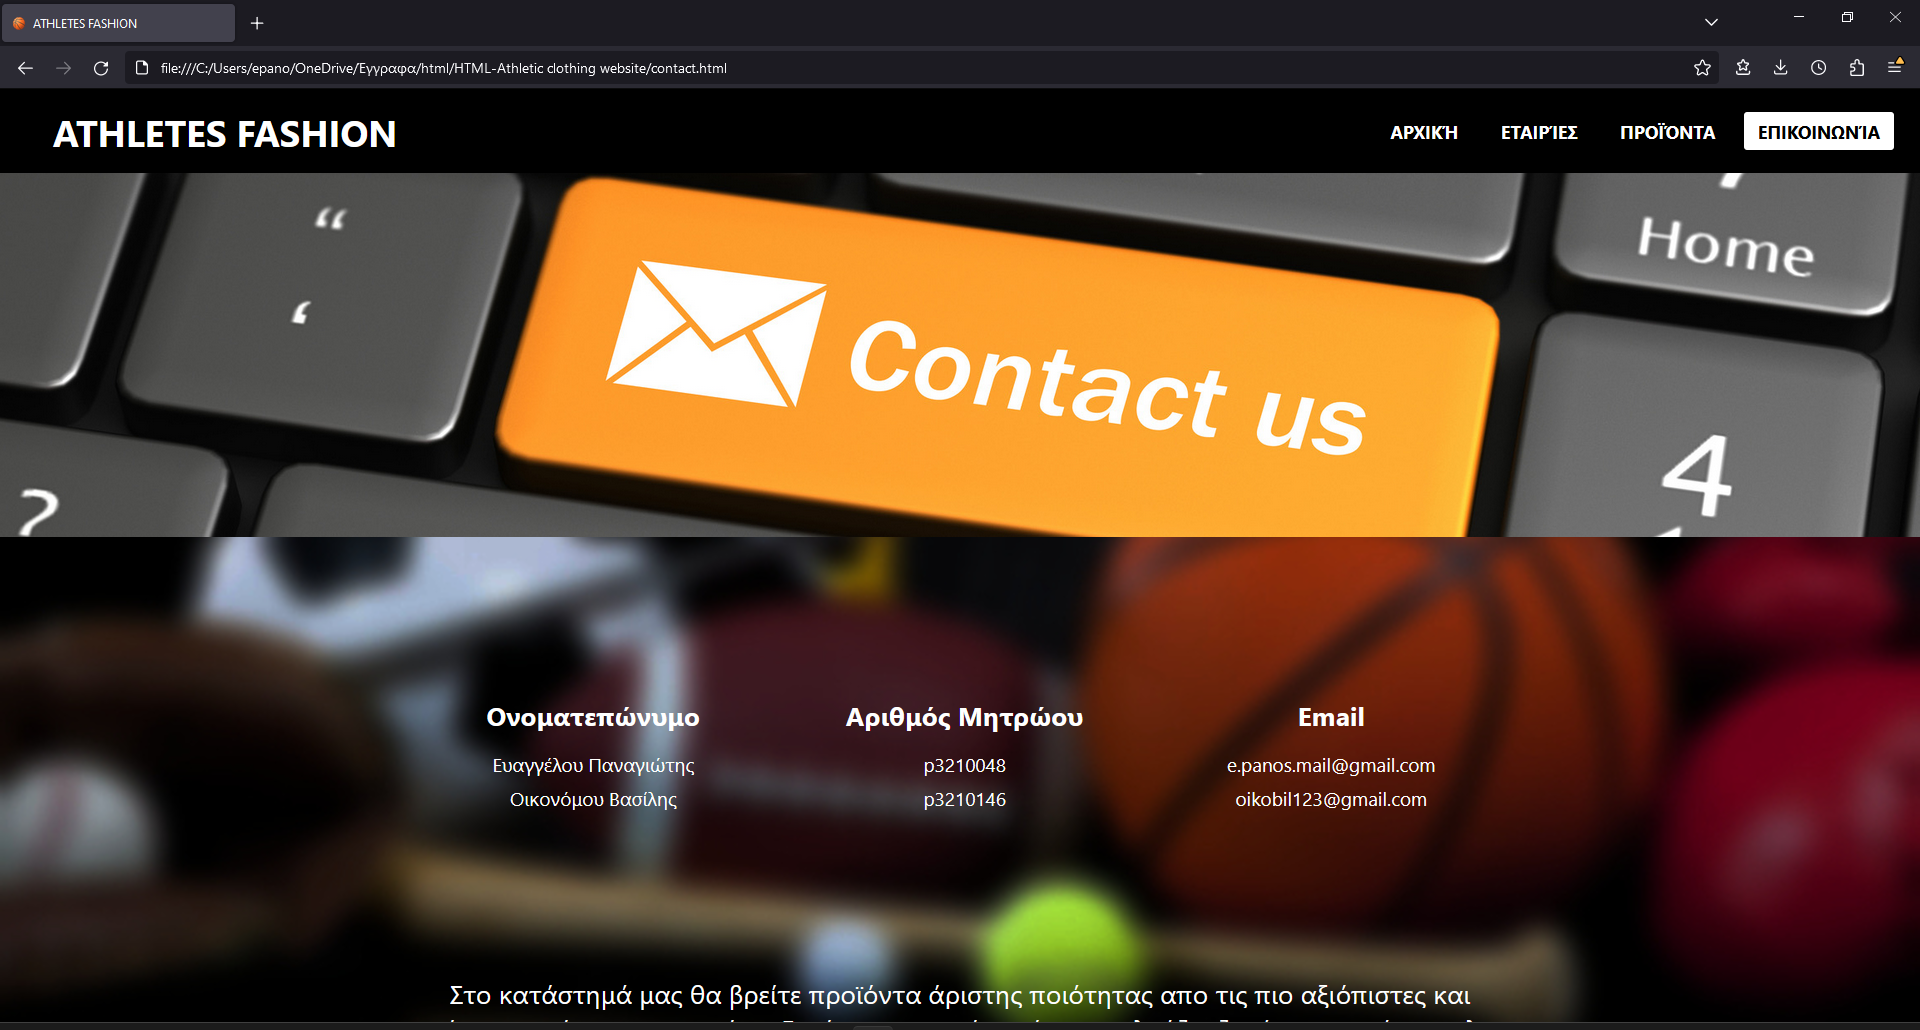 ATHLETES FASHION
file:///C:/Users/epano/OneDrive/Εγγραφα/html/HTML-Athletic clothing website/contact.html
ATHLETES FASHION
ΑΡΧΙΚΉ ΕΤΑΙΡΊΕΣ ΠΡΟΪΌΝΤΑ ΕΠΙΚΟΙΝΩΝΊΑ
Home
Contact us
4
?
Ονοματεπώνυμο Αριθμός Μητρώου Email
Ευαγγέλου Παναγιώτης p3210048 e.panos.mail@gmail.com
Οικονόμου Βασίλης p3210146 oikobil123@gmail.com
Στο κατάστημά μας θα βρείτε προϊόντα άριστης ποιότητας απο τις πιο αξιόπιστες και